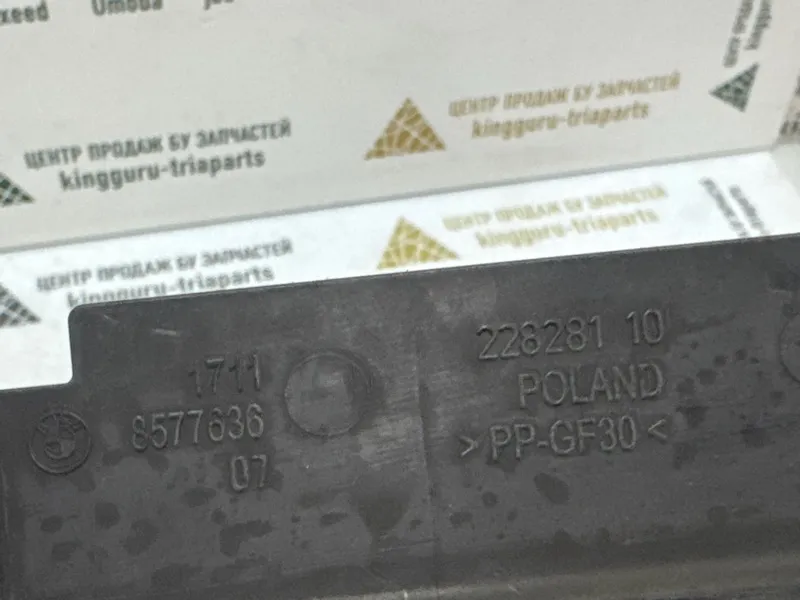 xeed Omoda
ЦЕНТР ПРОДАЖ БУ ЗАПЧАСТЕЙ
kingguru-triaparts
ЦЕНТР ПРОДАЖ БУ ЗАПЧАСТЕЙ
kingguru-triaparts
ЦЕНТР ПРОДАЖ БУ ЗАПЧАСТЕЙ
kingguru-triaparts
ЦЕНТР ПРОДАЖ БУ ЗАПЧАСТЕЙ
kingguru-triaparts
1711
8577636
07
228281 10
POLAND
>PP-GF30<